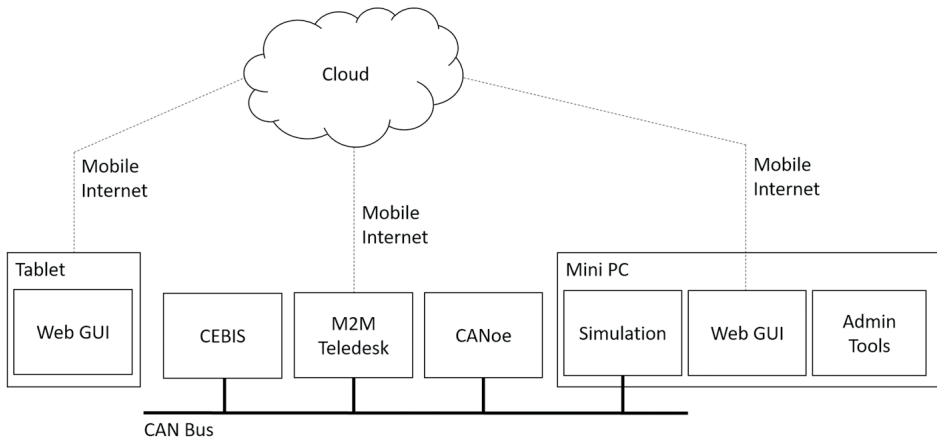 Cloud
Mobile
Internet
Mobile
Internet
Mobile
Internet
Tablet
Web GUI
CEBIS
M2M
Teledesk
CANoe
Mini PC
Simulation
Web GUI
Admin
Tools
CAN Bus